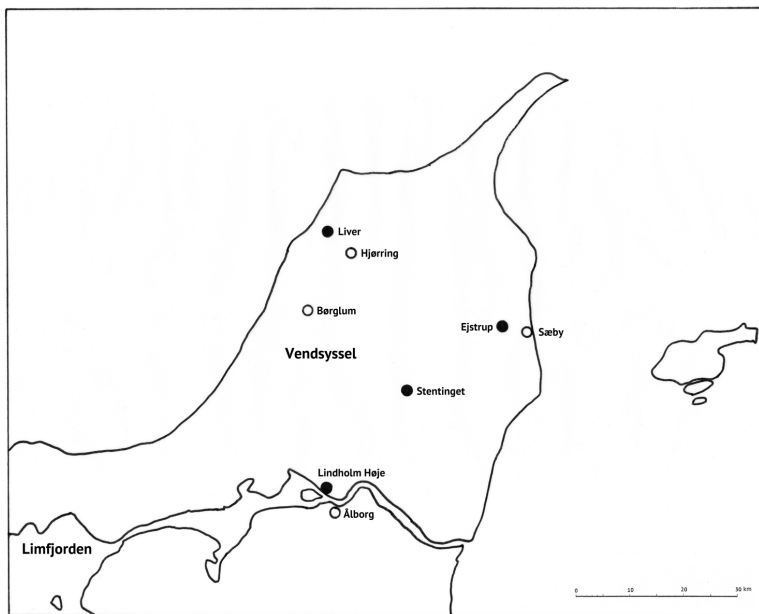 Liver
Hjørring
Børglum
Ejstrup
Sæby
Vendsyssel
Stentinget
Lindholm Høje
Ålborg
Limfjorden
0 10 20 30 km